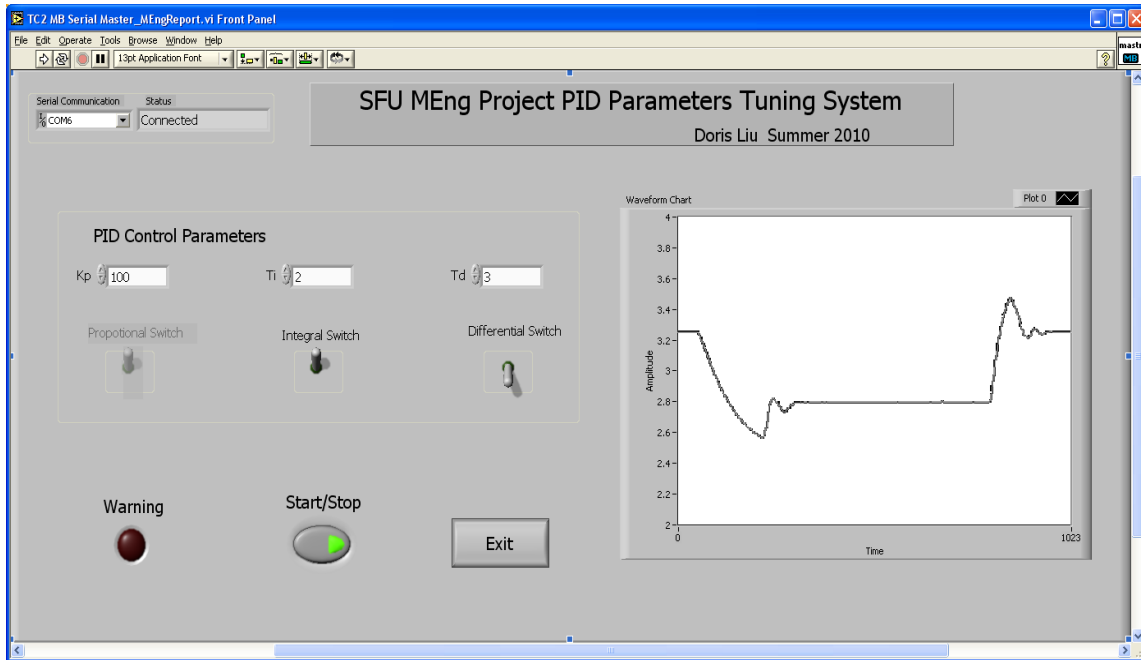 TC2 MB Serial Master_MEngReport.vi Front Panel
File Edit Operate Tools Browse Window Help
13pt Application Font
?
mast
MB
Serial Communication Status
COM6 Connected
SFU MEng Project PID Parameters Tuning System
Doris Liu Summer 2010
PID Control Parameters
Kp 100 Ti 2 Td 3
Propotional Switch Integral Switch Differential Switch
Warning Start/Stop
Exit
Waveform Chart Plot 0
4
3.8
3.6
3.4
3.2
3
2.8
2.6
2.4
2.2
2
Amplitude
0 1023
Time